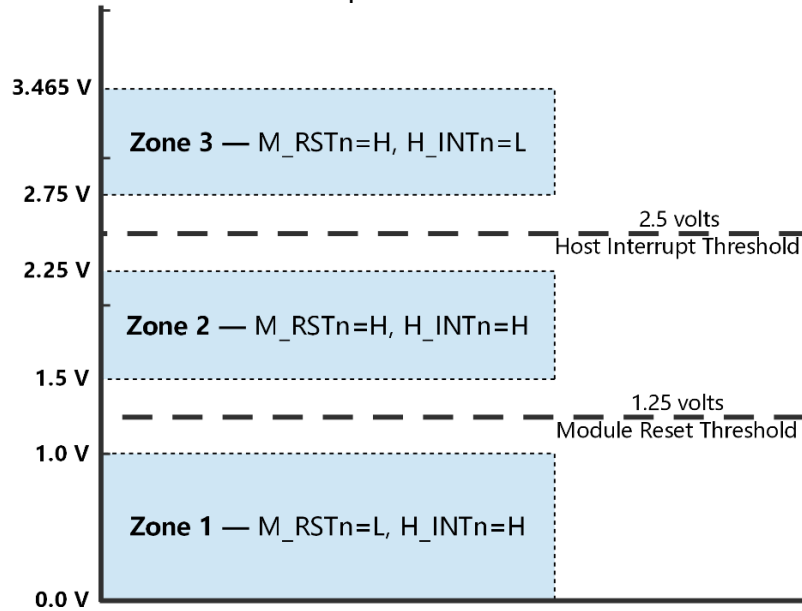 3.465 V
Zone 3 — M_RSTn=H, H_INTn=L
2.75 V
2.5 volts
Host Interrupt Threshold
2.25 V
Zone 2 — M_RSTn=H, H_INTn=H
1.5 V
1.25 volts
Module Reset Threshold
1.0 V
Zone 1 — M_RSTn=L, H_INTn=H
0.0 V